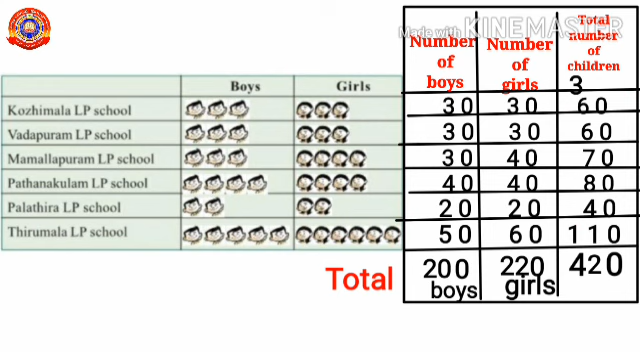 Made with KINEMASTER
Number of boys
Number of girls
Total number of children
3
Boys Girls
Kozhimala LP school 30 30 60
Vadapuram LP school 30 30 60
Mamallapuram LP school 30 40 70
Pathanakulam LP school 40 40 80
Palathira LP school 20 20 40
Thirumala LP school 50 60 110
Total 200 boys 220 girls 420